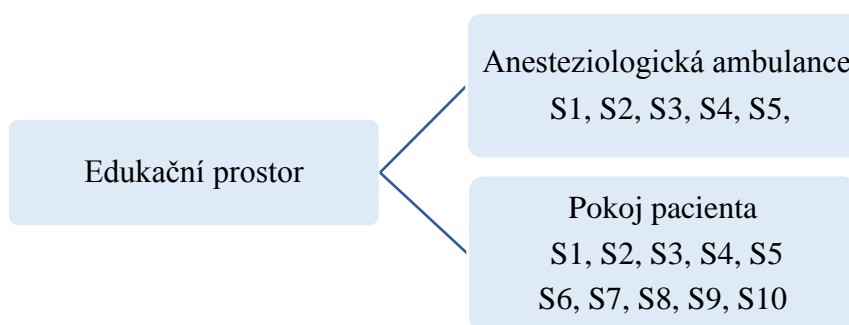 Edukační prostor
Anesteziologická ambulance
S1, S2, S3, S4, S5,
Pokoj pacienta
S1, S2, S3, S4, S5
S6, S7, S8, S9, S10